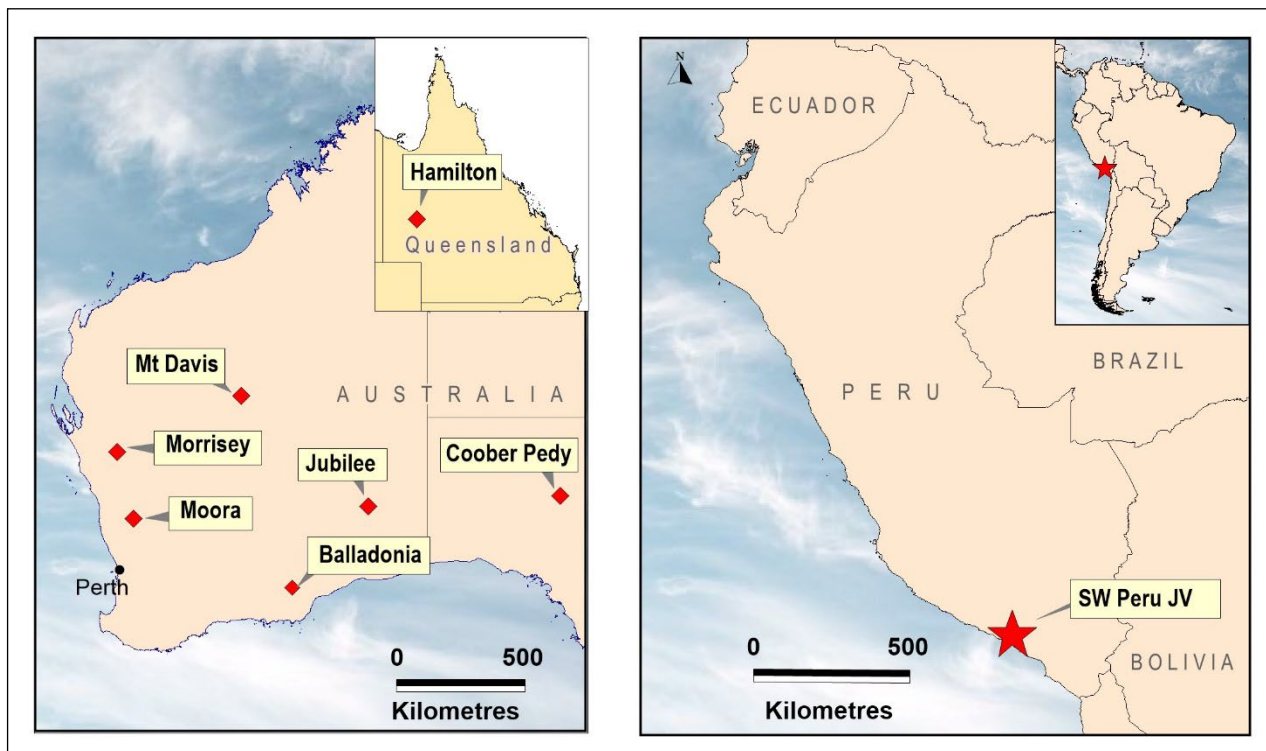 Hamilton
Queensland
Mt Davis
AUSTRALIA
Morrisey
Jubilee
Coober Pedy
Moora
Balladonia
Perth
0 500
Kilometres
N
ECUADOR
BRAZIL
PERU
SW Peru JV
BOLIVIA
0 500
Kilometres